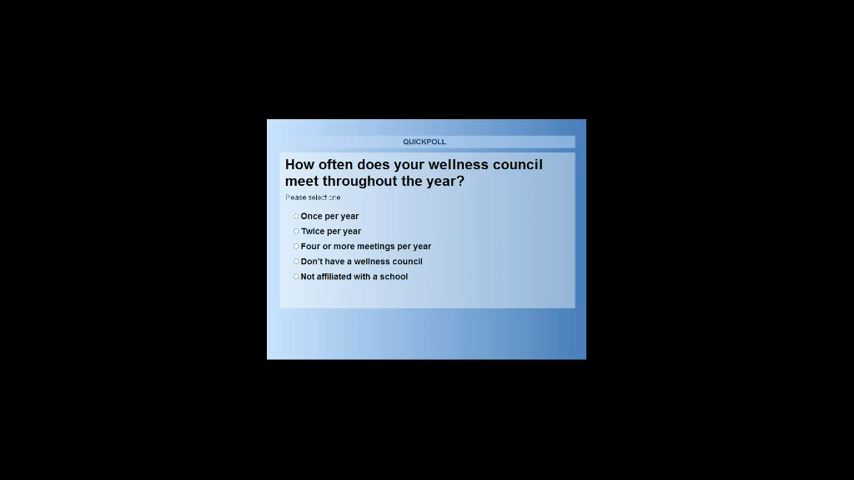 QUICKPOLL
How often does your wellness council
meet throughout the year?
Please select one:
Once per year
Twice per year
Four or more meetings per year
Don't have a wellness council
Not affiliated with a school